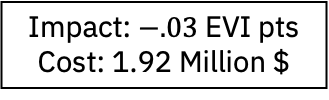 Impact: −.03 EVI pts
Cost: 1.92 Million $